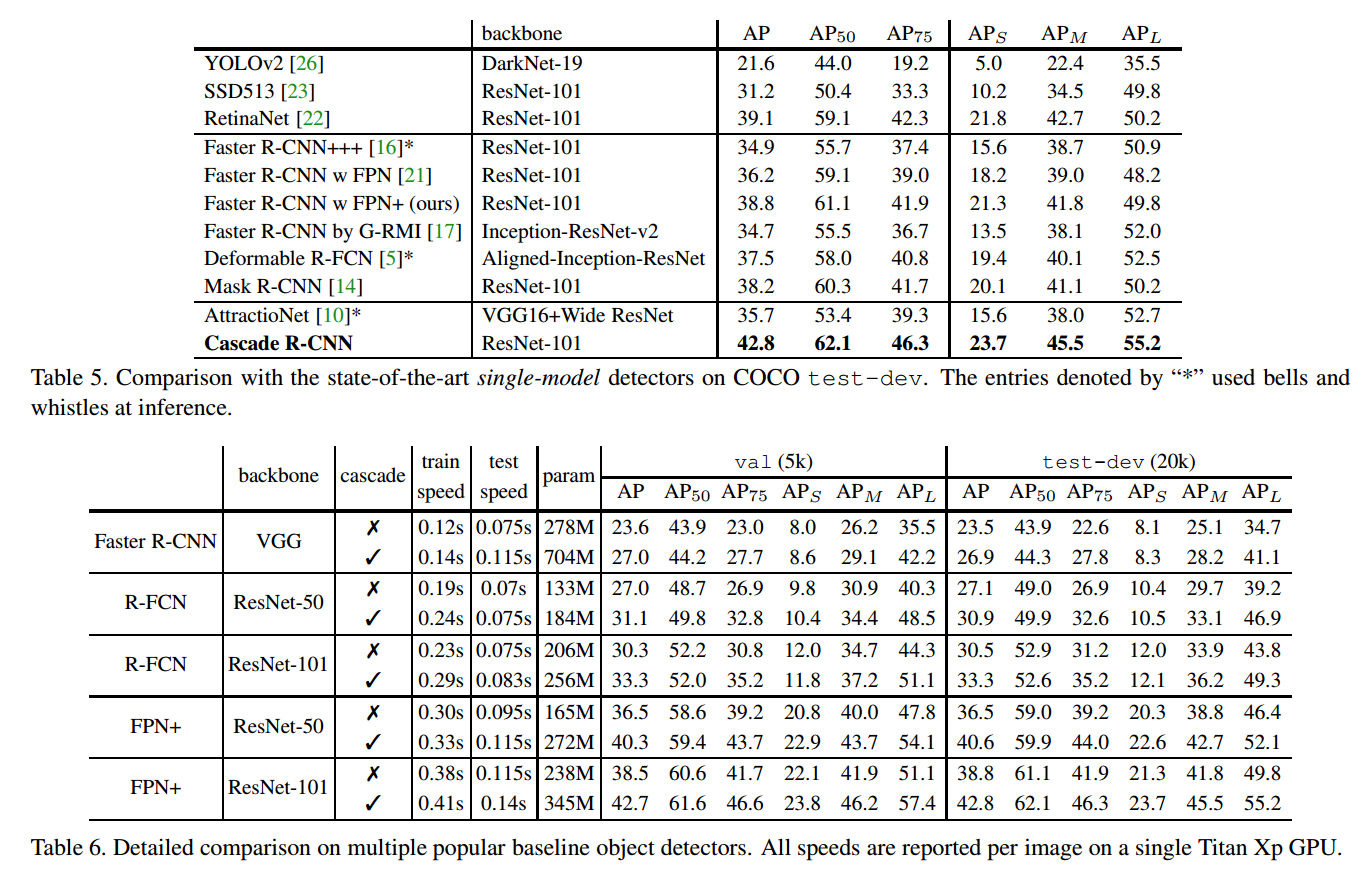 backbone AP AP50 AP75 APS APM APL
YOLOv2 [26] DarkNet-19 21.6 44.0 19.2 5.0 22.4 35.5
SSD513 [23] ResNet-101 31.2 50.4 33.3 10.2 34.5 49.8
RetinaNet [22] ResNet-101 39.1 59.1 42.3 21.8 42.7 50.2
Faster R-CNN+++ [16]* ResNet-101 34.9 55.7 37.4 15.6 38.7 50.9
Faster R-CNN w FPN [21] ResNet-101 36.2 59.1 39.0 18.2 39.0 48.2
Faster R-CNN w FPN+ (ours) ResNet-101 38.8 61.1 41.9 21.3 41.8 49.8
Faster R-CNN by G-RMI [17] Inception-ResNet-v2 34.7 55.5 36.7 13.5 38.1 52.0
Deformable R-FCN [5]* Aligned-Inception-ResNet 37.5 58.0 40.8 19.4 40.1 52.5
Mask R-CNN [14] ResNet-101 38.2 60.3 41.7 20.1 41.1 50.2
AttractioNet [10]* VGG16+Wide ResNet 35.7 53.4 39.3 15.6 38.0 52.7
Cascade R-CNN ResNet-101 42.8 62.1 46.3 23.7 45.5 55.2
Table 5. Comparison with the state-of-the-art single-model detectors on COCO test-dev. The entries denoted by “*” used bells and
whistles at inference.
backbone cascade train speed test speed param val (5k) test-dev (20k)
AP AP50 AP75 APS APM APL AP AP50 AP75 APS APM APL
Faster R-CNN VGG ✗ 0.12s 0.075s 278M 23.6 43.9 23.0 8.0 26.2 35.5 23.5 43.9 22.6 8.1 25.1 34.7
✓ 0.14s 0.115s 704M 27.0 44.2 27.7 8.6 29.1 42.2 26.9 44.3 27.8 8.3 28.2 41.1
R-FCN ResNet-50 ✗ 0.19s 0.07s 133M 27.0 48.7 26.9 9.8 30.9 40.3 27.1 49.0 26.9 10.4 29.7 39.2
✓ 0.24s 0.075s 184M 31.1 49.8 32.8 10.4 34.4 48.5 30.9 49.9 32.6 10.5 33.1 46.9
R-FCN ResNet-101 ✗ 0.23s 0.075s 206M 30.3 52.2 30.8 12.0 34.7 44.3 30.5 52.9 31.2 12.0 33.9 43.8
✓ 0.29s 0.083s 256M 33.3 52.0 35.2 11.8 37.2 51.1 33.3 52.6 35.2 12.1 36.2 49.3
FPN+ ResNet-50 ✗ 0.30s 0.095s 165M 36.5 58.6 39.2 20.8 40.0 47.8 36.5 59.0 39.2 20.3 38.8 46.4
✓ 0.33s 0.115s 272M 40.3 59.4 43.7 22.9 43.7 54.1 40.6 59.9 44.0 22.6 42.7 52.1
FPN+ ResNet-101 ✗ 0.38s 0.115s 238M 38.5 60.6 41.7 22.1 41.9 51.1 38.8 61.1 41.9 21.3 41.8 49.8
✓ 0.41s 0.14s 345M 42.7 61.6 46.6 23.8 46.2 57.4 42.8 62.1 46.3 23.7 45.5 55.2
Table 6. Detailed comparison on multiple popular baseline object detectors. All speeds are reported per image on a single Titan Xp GPU.